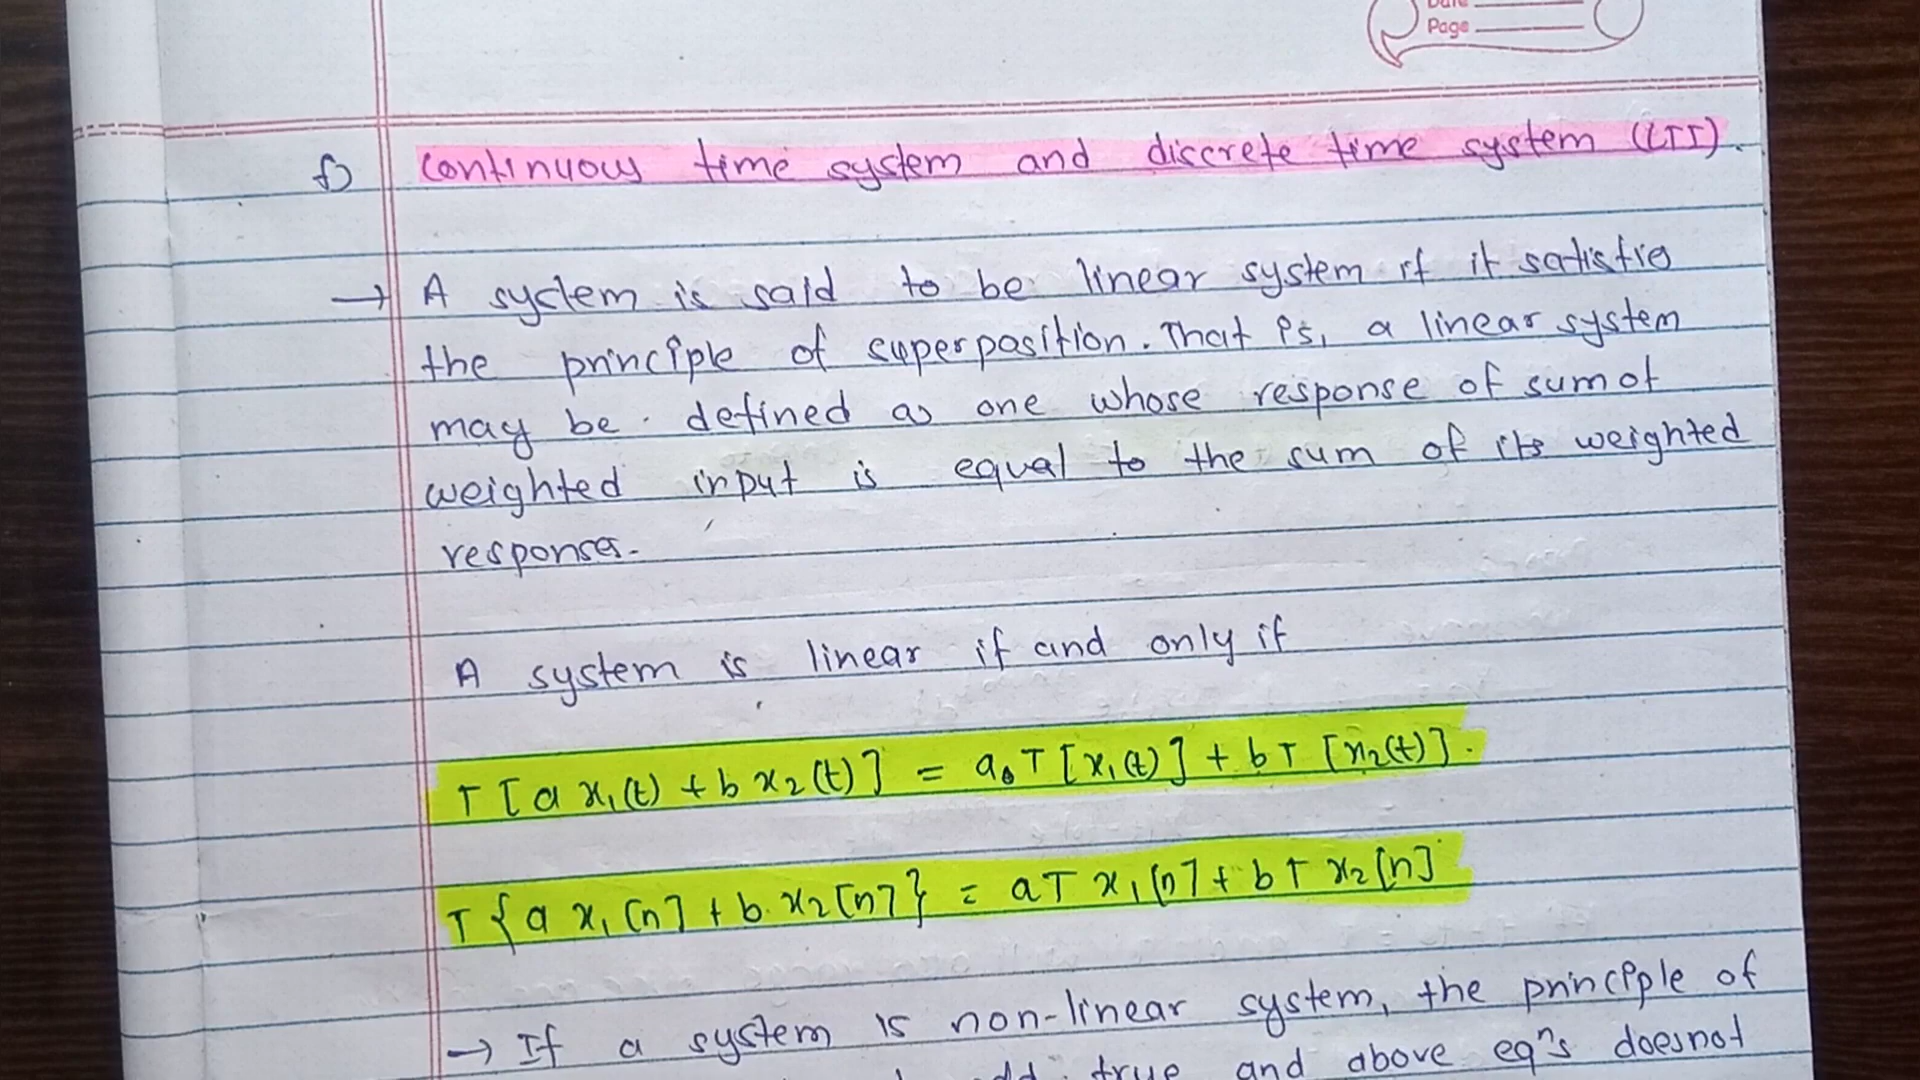 Date
Page
f) continuous time system and discrete time system (LTI).
→ A system is said to be linear system if it satisfie
the principle of superposition. That is, a linear system
may be defined as one whose response of sum of
weighted input is equal to the sum of its weighted
responses.
A system is linear if and only if
T [a x₁(t) + b x₂(t)] = a T [x₁(t)] + b T [x₂(t)].
T {a x₁[n] + b. x₂[n]} = a T x₁[n] + b T x₂[n]
→ If a system is non-linear system, the principle of
true and above eqⁿs doesnot